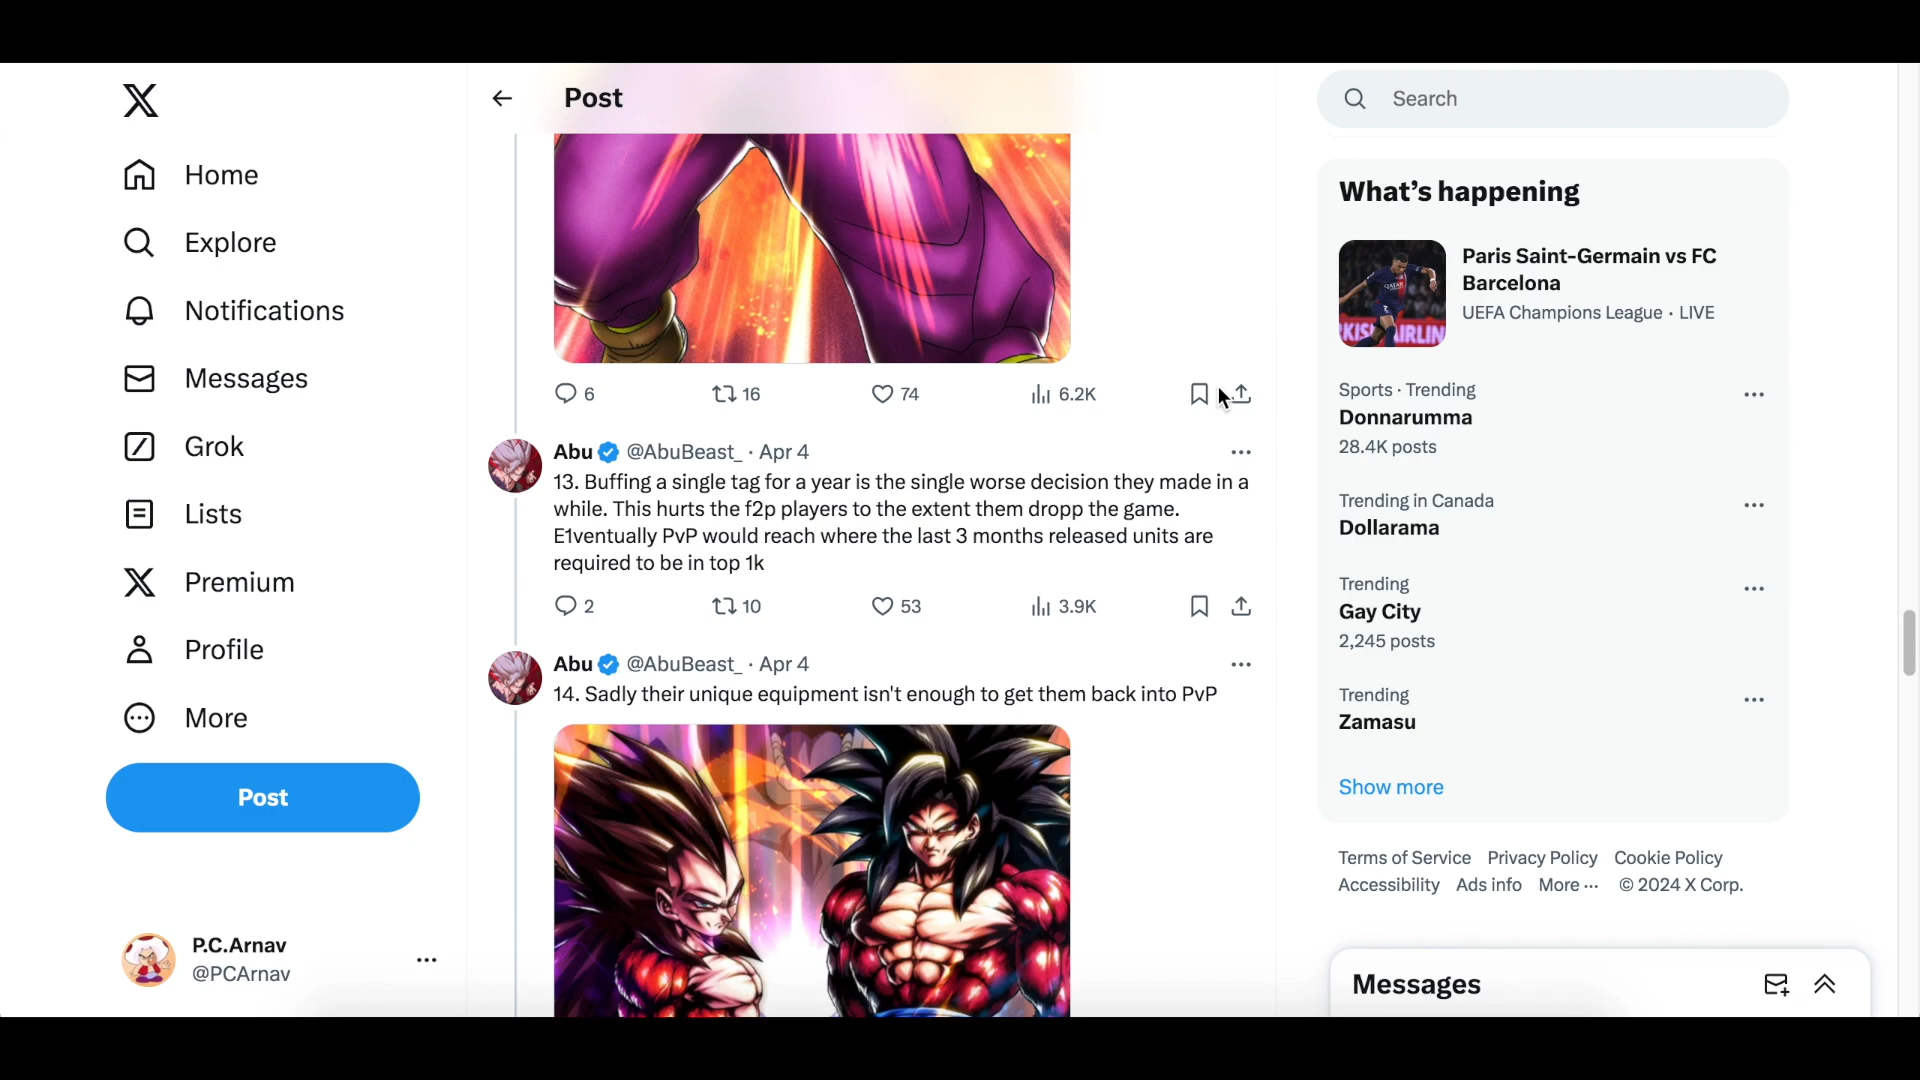 Home
Explore
Notifications
Messages
Grok
Lists
Premium
Profile
More
Post
P.C.Arnav
@PCArnav
Post
6
16
74
6.2K
Abu @AbuBeast_ · Apr 4
13. Buffing a single tag for a year is the single worse decision they made in a
while. This hurts the f2p players to the extent them dropp the game.
E1ventually PvP would reach where the last 3 months released units are
required to be in top 1k
2
10
53
3.9K
Abu @AbuBeast_ · Apr 4
14. Sadly their unique equipment isn't enough to get them back into PvP
Search
What's happening
Paris Saint-Germain vs FC
Barcelona
UEFA Champions League · LIVE
Sports · Trending
Donnarumma
28.4K posts
Trending in Canada
Dollarama
Trending
Gay City
2,245 posts
Trending
Zamasu
Show more
Terms of Service Privacy Policy Cookie Policy
Accessibility Ads info More ··· © 2024 X Corp.
Messages